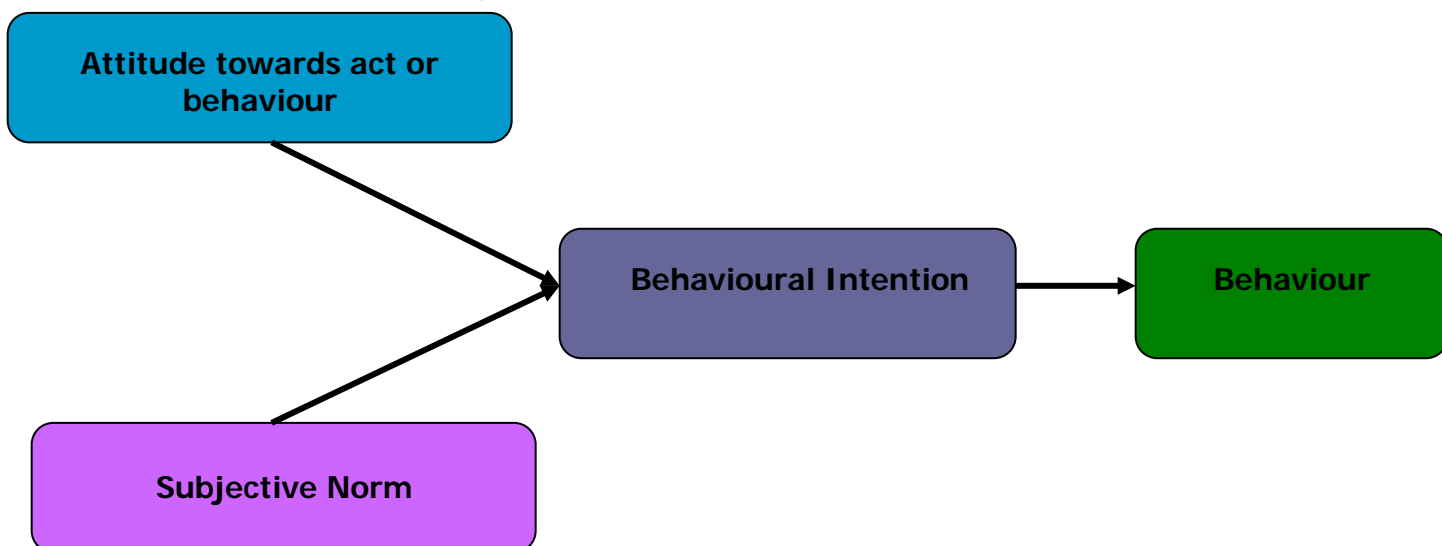 Attitude towards act or
behaviour
Behavioural Intention
Behaviour
Subjective Norm